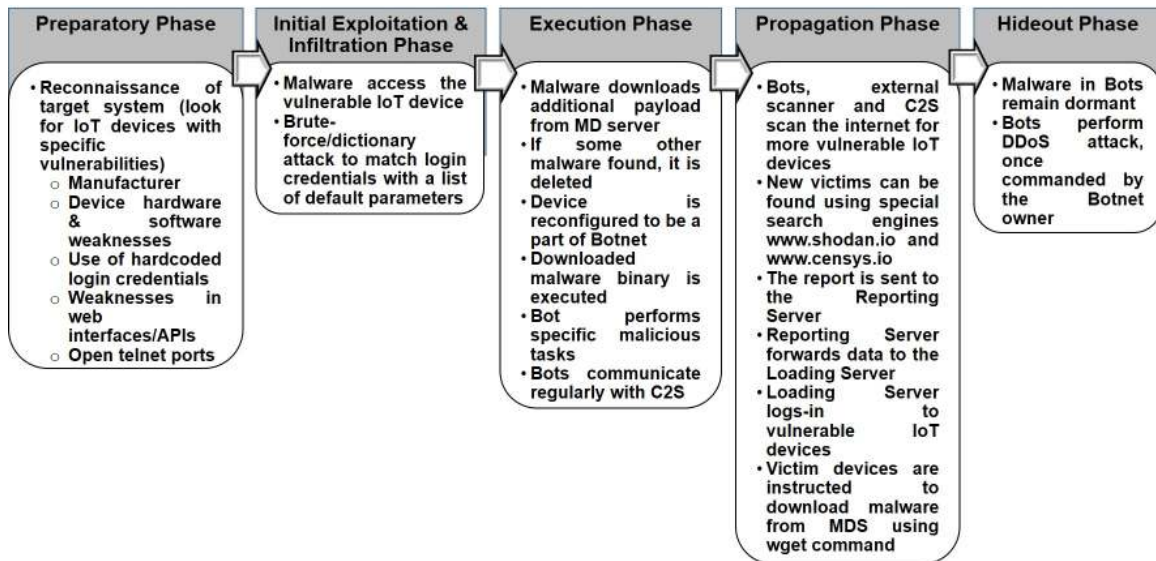 Preparatory Phase
• Reconnaissance of
target system (look
for IoT devices with
specific
vulnerabilities)
o Manufacturer
o Device hardware
& software
weaknesses
o Use of hardcoded
login credentials
o Weaknesses in
web
interfaces/APIs
o Open telnet ports
Initial Exploitation &
Infiltration Phase
• Malware access the
vulnerable IoT device
• Brute-
force/dictionary
attack to match login
credentials with a list
of default parameters
Execution Phase
• Malware downloads
additional payload
from MD server
• If some other
malware found, it is
deleted
• Device is
reconfigured to be a
part of Botnet
• Downloaded
malware binary is
executed
• Bot performs
specific malicious
tasks
• Bots communicate
regularly with C2S
Propagation Phase
• Bots, external
scanner and C2S
scan the internet for
more vulnerable IoT
devices
• New victims can be
found using special
search engines
www.shodan.io and
www.censys.io
• The report is sent to
the Reporting
Server
• Reporting Server
forwards data to the
Loading Server
• Loading Server
logs-in to
vulnerable IoT
devices
• Victim devices are
instructed to
download malware
from MDS using
wget command
Hideout Phase
• Malware in Bots
remain dormant
• Bots perform
DDoS attack,
once
commanded by
the Botnet
owner